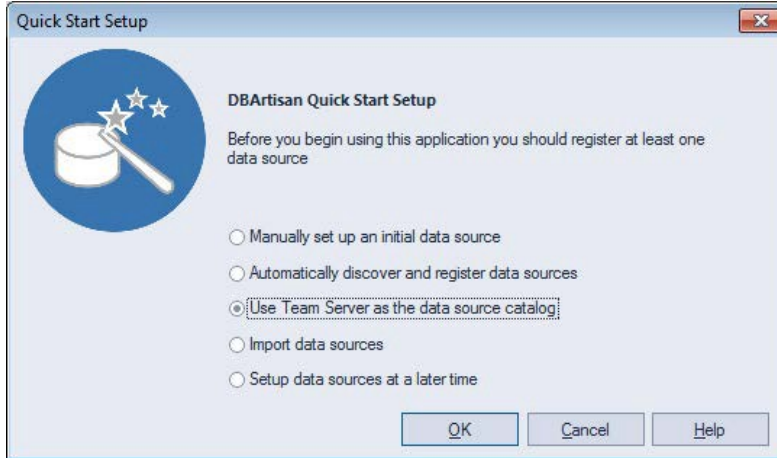 Quick Start Setup
DBArtisan Quick Start Setup
Before you begin using this application you should register at least one
data source
Manually set up an initial data source
Automatically discover and register data sources
Use Team Server as the data source catalog
Import data sources
Setup data sources at a later time
OK
Cancel
Help